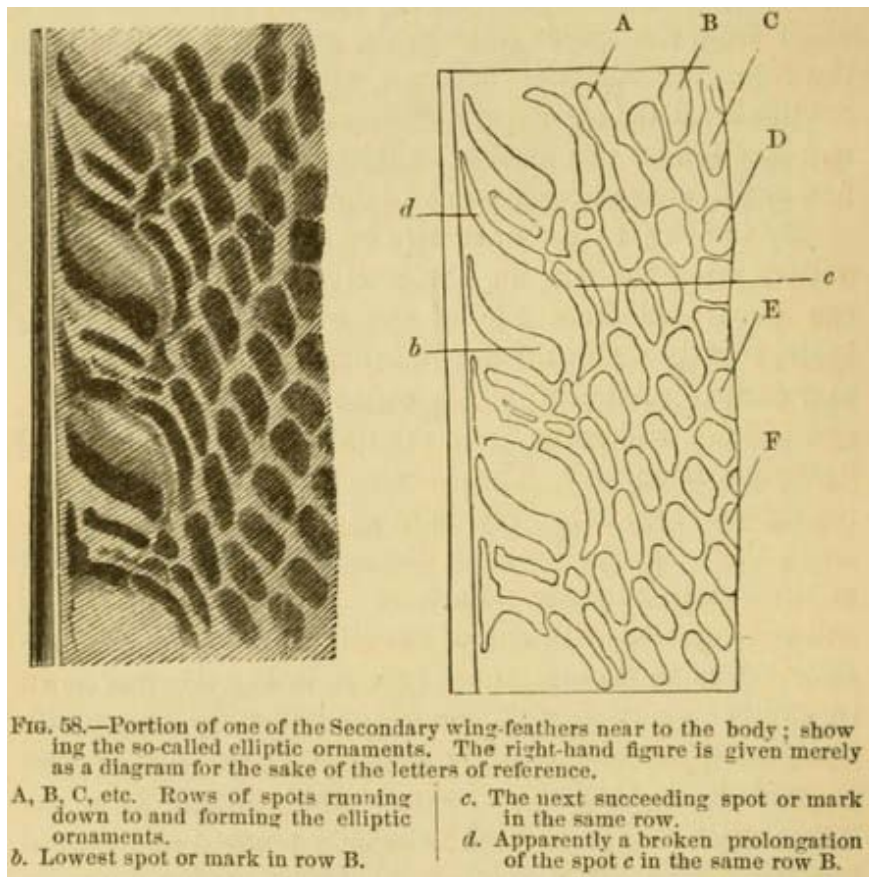 A
B
C
D
d
c
E
b
F
FIG. 58.—Portion of one of the Secondary wing-feathers near to the body; show
ing the so-called elliptic ornaments. The right-hand figure is given merely
as a diagram for the sake of the letters of reference.
A, B, C, etc. Rows of spots running
down to and forming the elliptic
ornaments.
b. Lowest spot or mark in row B.
c. The next succeeding spot or mark
in the same row.
d. Apparently a broken prolongation
of the spot c in the same row B.